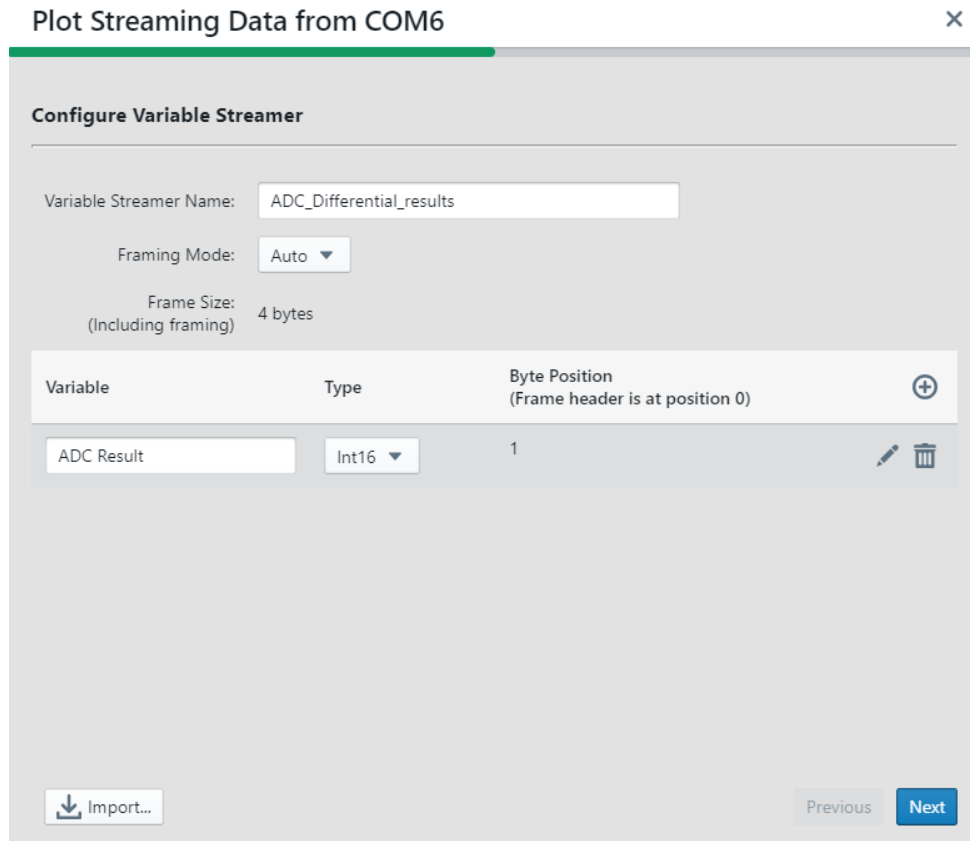 Plot Streaming Data from COM6
Configure Variable Streamer
Variable Streamer Name: ADC_Differential_results
Framing Mode: Auto
Frame Size:
(Including framing) 4 bytes
Variable Type Byte Position
(Frame header is at position 0)
ADC Result Int16 1
Import... Previous Next